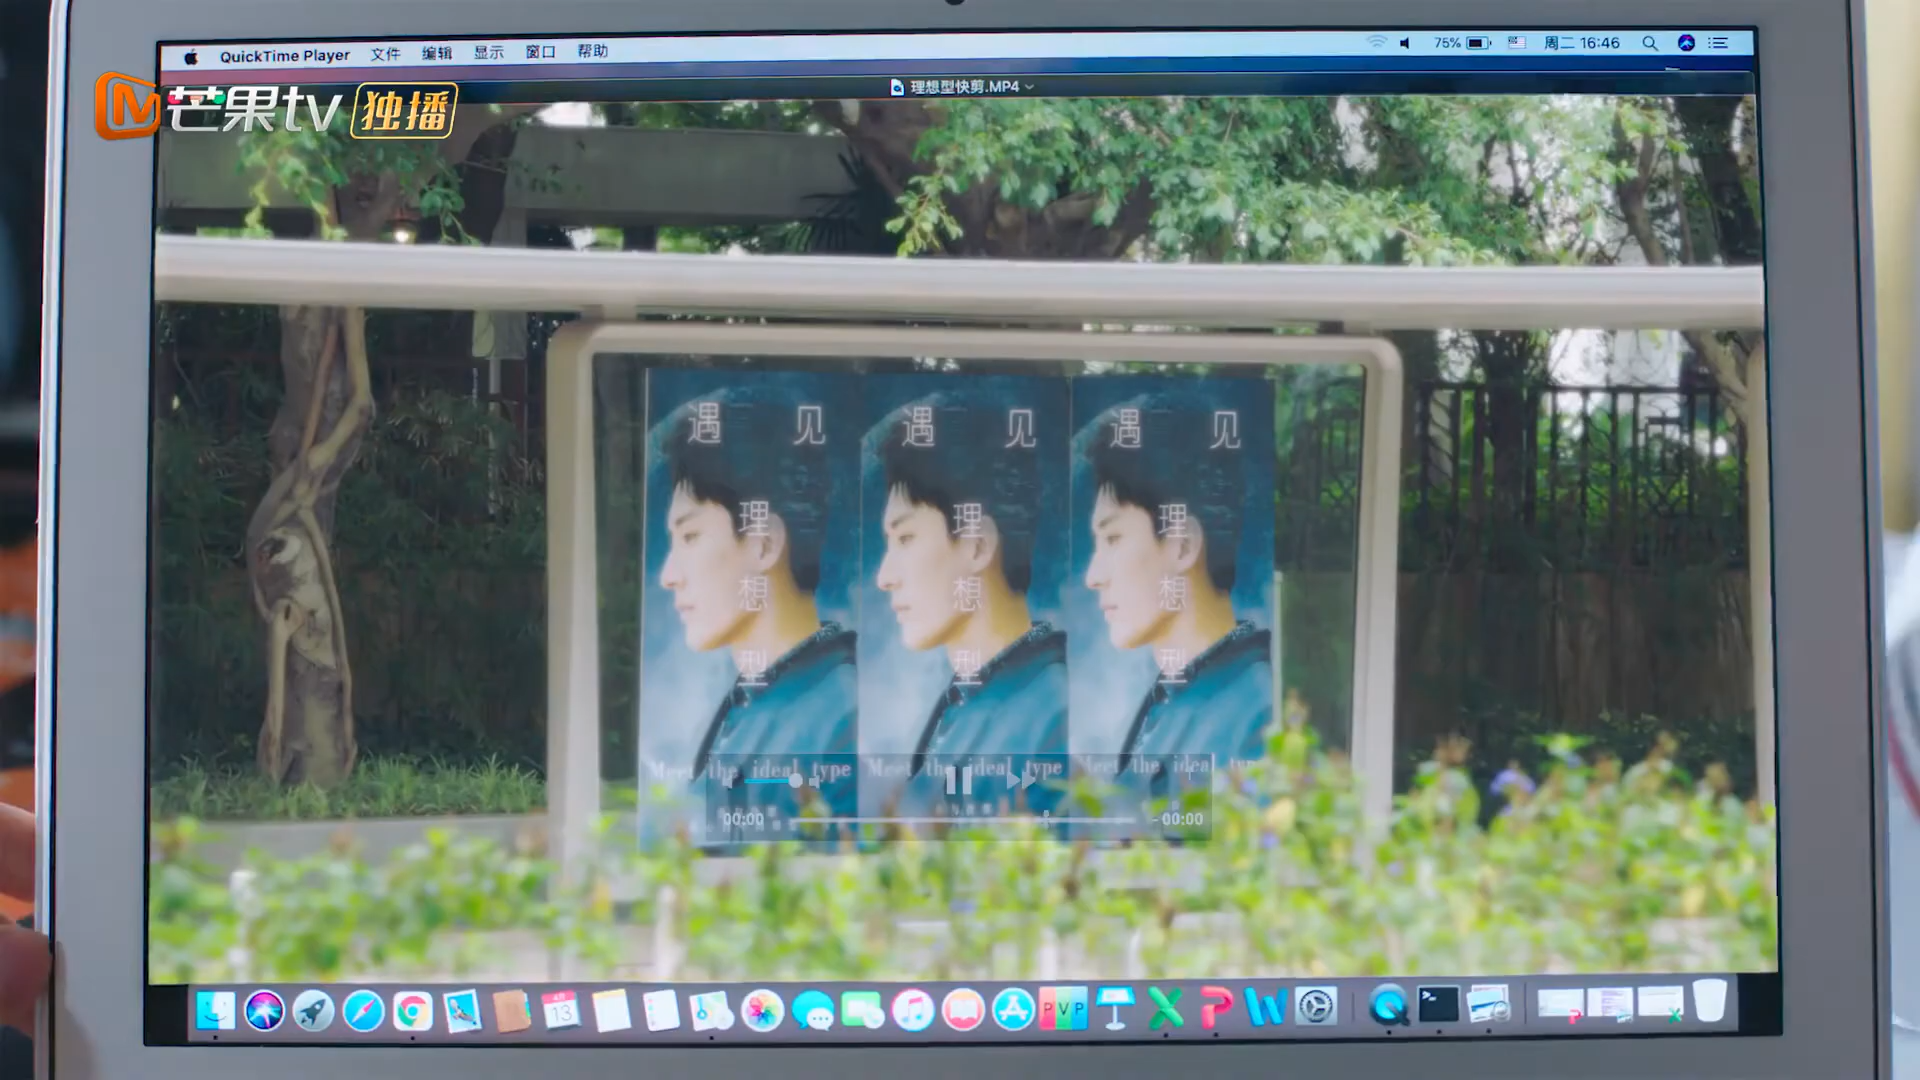 QuickTime Player 文件 编辑 显示 窗口 帮助
75% 周二 16:46
芒果tv 独播
理想型快剪.MP4
遇见 遇见 遇见
理 理 理
想 想 想
型 型 型
Meet the ideal type Meet the ideal type Meet the ideal
00:00 -00:00
13
PVP